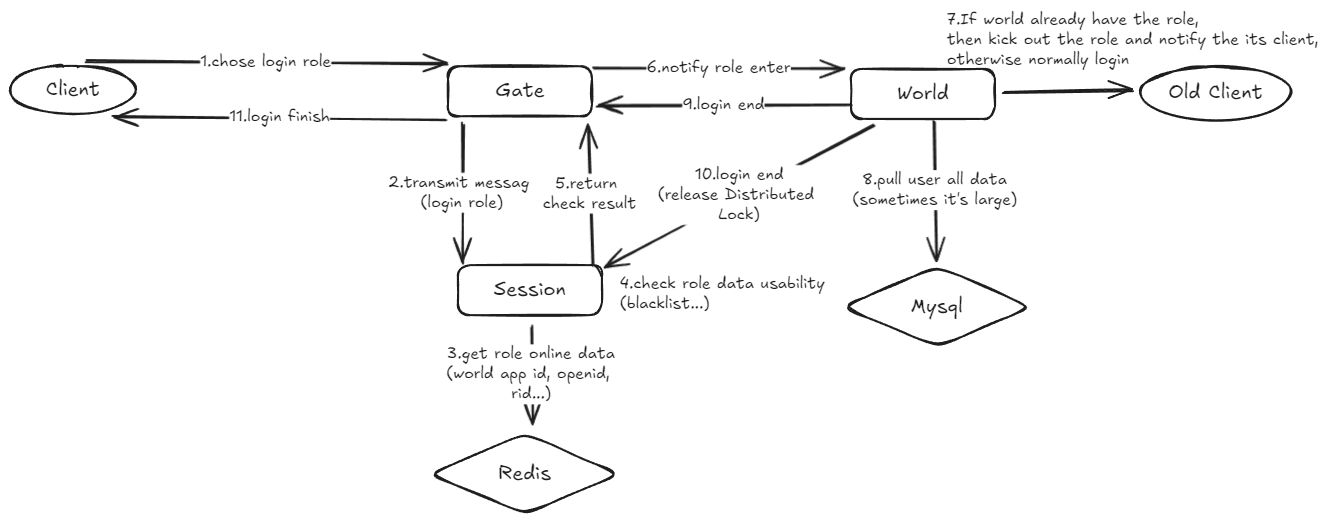 7.If world already have the role,
then kick out the role and notify the its client,
otherwise normally login
1.chose login role
6.notify role enter
Client
Gate
World
Old Client
9.login end
11.login finish
2.transmit messag
(login role)
5.return
check result
10.login end
(release Distributed
Lock)
8.pull user all data
(sometimes it's large)
Session
4.check role data usability
(blacklist...)
Mysql
3.get role online data
(world app id, openid,
rid...)
Redis